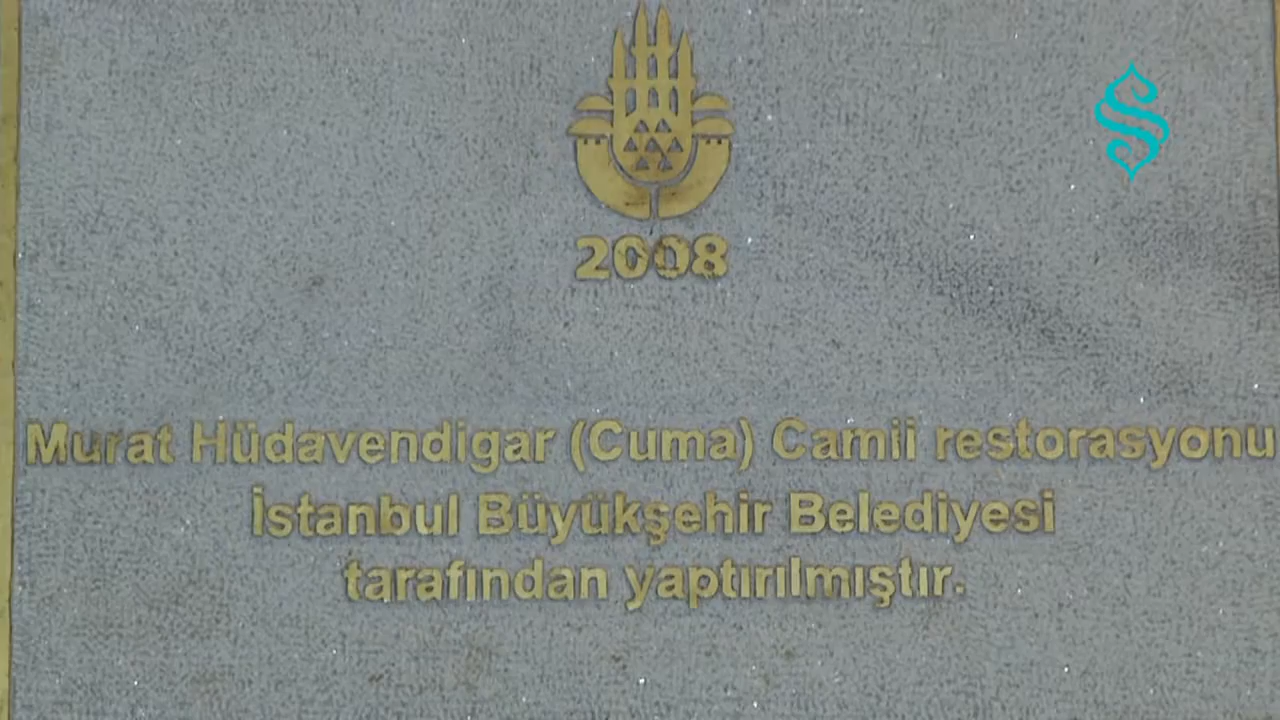 2008
Murat Hüdavendigar (Cuma) Camii restorasyonu
İstanbul Büyükşehir Belediyesi
tarafından yaptırılmıştır.